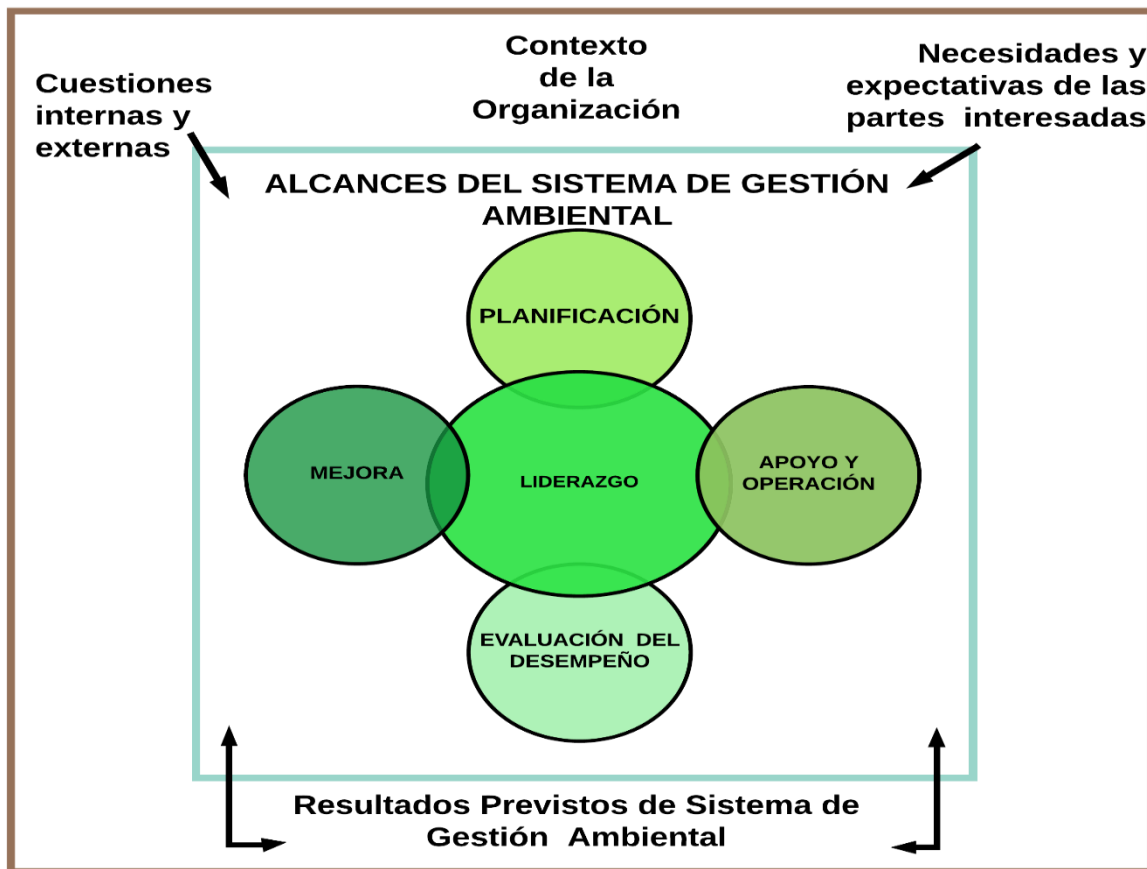 Contexto
de la
Organización
Cuestiones
internas y
externas
Necesidades y
expectativas de las
partes interesadas
ALCANCES DEL SISTEMA DE GESTIÓN
AMBIENTAL
PLANIFICACIÓN
MEJORA
LIDERAZGO
APOYO Y
OPERACIÓN
EVALUACIÓN DEL
DESEMPEÑO
Resultados Previstos de Sistema de
Gestión Ambiental